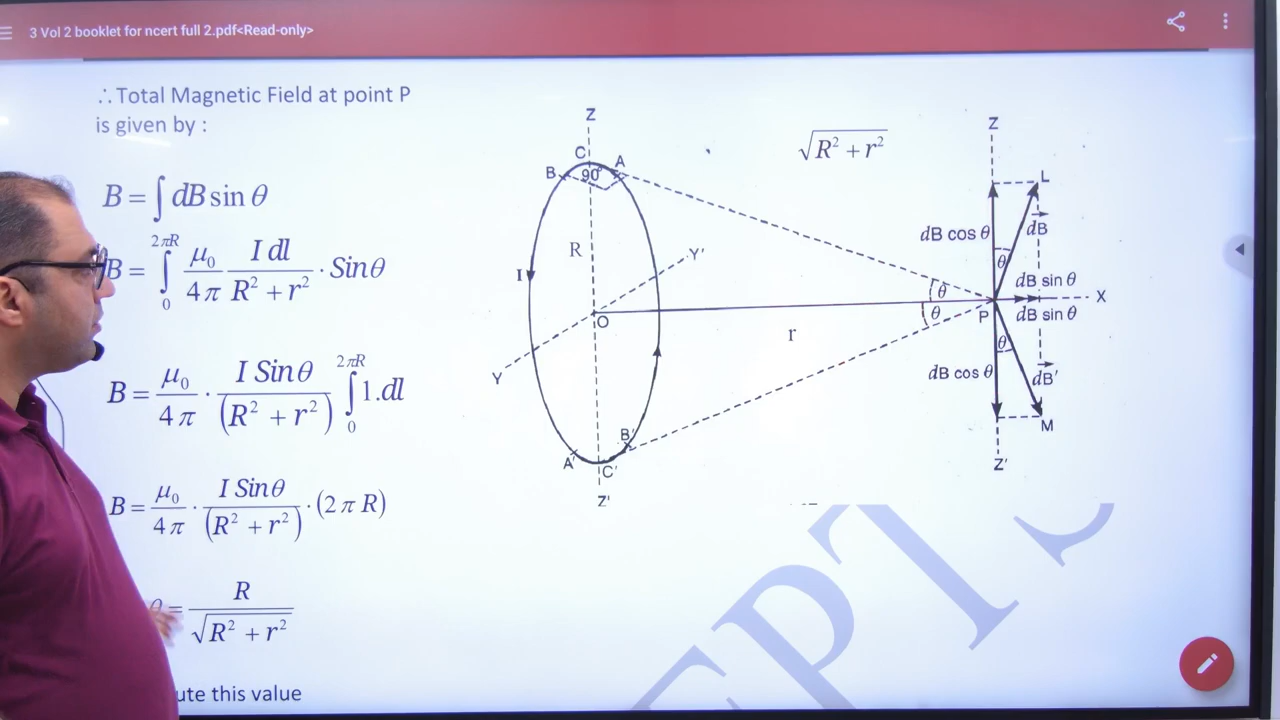 3 Vol 2 booklet for ncert full 2.pdf<Read-only>
∴ Total Magnetic Field at point P
is given by :
B = ∫ dB sin θ
B = ∫₀^{2πR} μ₀/4π I dl/R² + r² · Sinθ
B = μ₀/4π · I Sinθ/(R² + r²) ∫₀^{2πR} 1.dl
B = μ₀/4π · I Sinθ/(R² + r²) · (2πR)
θ = R/√R² + r²
ute this value
√R² + r²
Z
C
A
B
90°
R
I
Y'
O
Y
r
B'
A'
C'
Z'
Z
L
dB cos θ
dB
θ
θ
dB sin θ
X
θ
P
dB sin θ
θ
dB cos θ
dB'
M
Z'
EPT